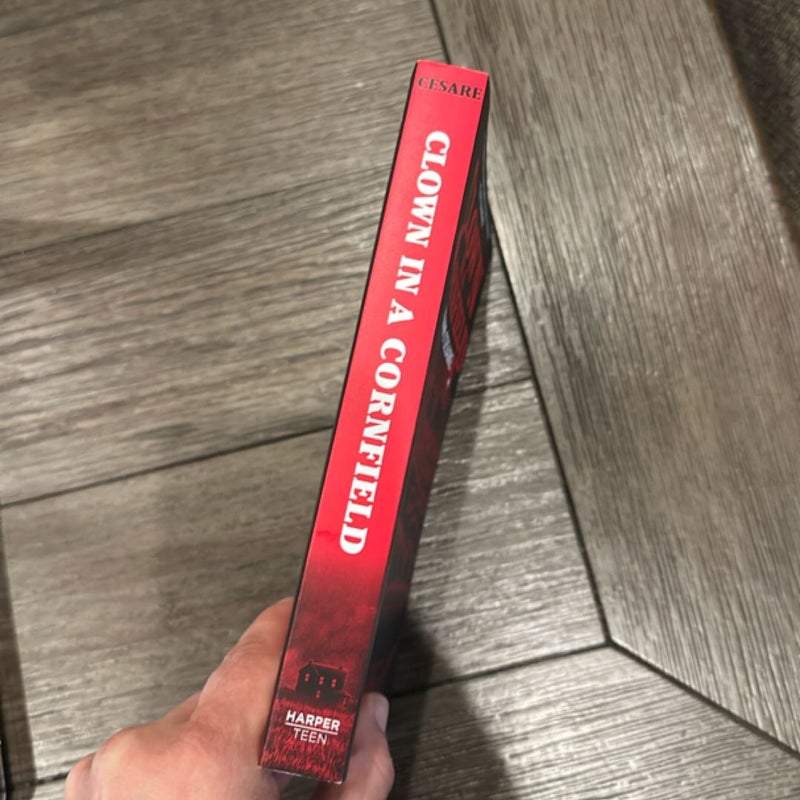 CESARE
CLOWN IN A CORNFIELD
HARPER
TEEN